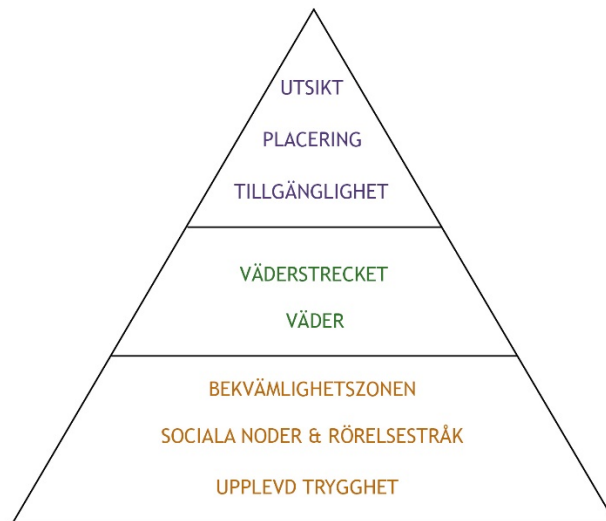 UTSIKT
PLACERING
TILLGÄNGLIGHET
VÄDERSTRECKET
VÄDER
BEKVÄMLIGHETSZONEN
SOCIALA NODER & RÖRELSESTRÅK
UPPLEVD TRYGGHET